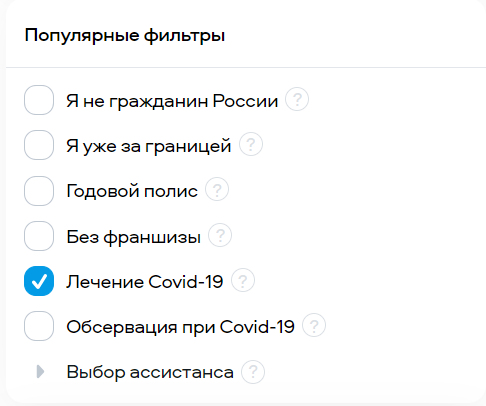 Популярные фильтры
Я не гражданин России ?
Я уже за границей ?
Годовой полис ?
Без франшизы ?
Лечение Covid-19 ?
Обсервация при Covid-19 ?
Выбор ассистанса ?